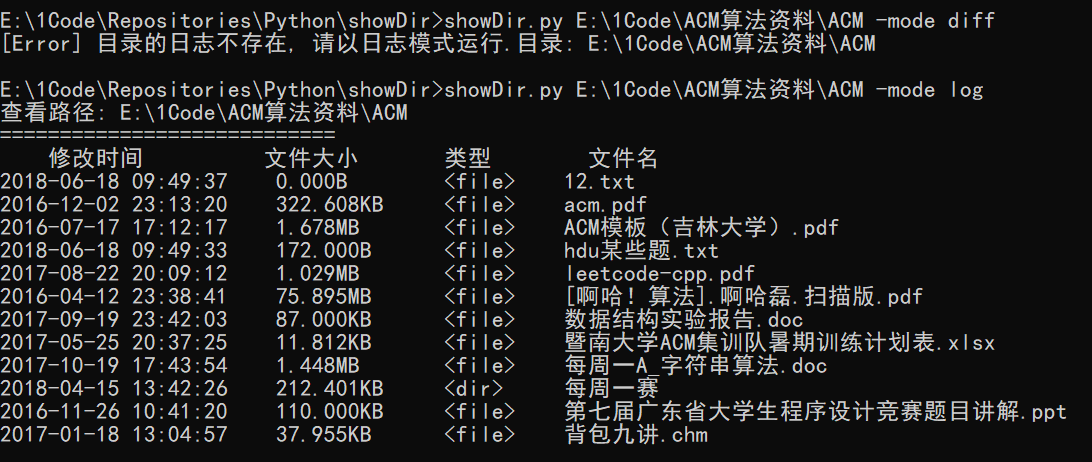 E:\1Code\Repositories\Python\showDir>showDir.py E:\1Code\ACM算法资料\ACM -mode diff
[Error] 目录的日志不存在, 请以日志模式运行.目录: E:\1Code\ACM算法资料\ACM
E:\1Code\Repositories\Python\showDir>showDir.py E:\1Code\ACM算法资料\ACM -mode log
查看路径: E:\1Code\ACM算法资料\ACM
============================
修改时间 文件大小 类型 文件名
2018-06-18 09:49:37 0.000B <file> 12.txt
2016-12-02 23:13:20 322.608KB <file> acm.pdf
2016-07-17 17:12:17 1.678MB <file> ACM模板（吉林大学）.pdf
2018-06-18 09:49:33 172.000B <file> hdu某些题.txt
2017-08-22 20:09:12 1.029MB <file> leetcode-cpp.pdf
2016-04-12 23:38:41 75.895MB <file> [啊哈！算法].啊哈磊.扫描版.pdf
2017-09-19 23:42:03 87.000KB <file> 数据结构实验报告.doc
2017-05-25 20:37:25 11.812KB <file> 暨南大学ACM集训队暑期训练计划表.xlsx
2017-10-19 17:43:54 1.448MB <file> 每周一A_字符串算法.doc
2018-04-15 13:42:26 212.401KB <dir> 每周一赛
2016-11-26 10:41:20 110.000KB <file> 第七届广东省大学生程序设计竞赛题目讲解.ppt
2017-01-18 13:04:57 37.955KB <file> 背包九讲.chm